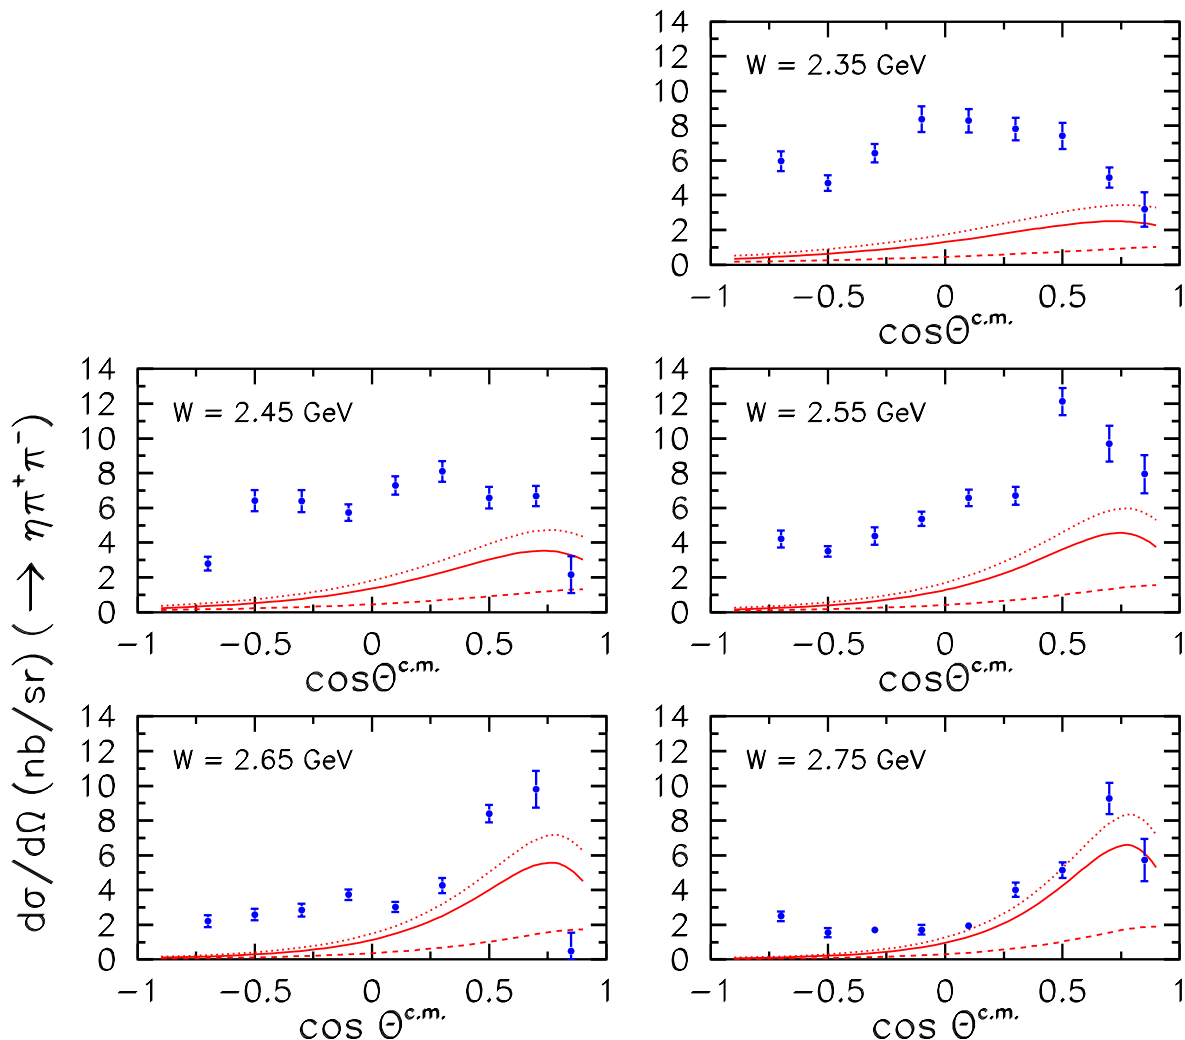 dσ/dΩ (nb/sr) ( → ηπ⁺π⁻)
W = 2.35 GeV
14
12
10
8
6
4
2
0
−1 −0.5 0 0.5 1
cosΘᶜ·ᵐ·
W = 2.45 GeV
14
12
10
8
6
4
2
0
−1 −0.5 0 0.5 1
cosΘᶜ·ᵐ·
W = 2.55 GeV
14
12
10
8
6
4
2
0
−1 −0.5 0 0.5 1
cosΘᶜ·ᵐ·
W = 2.65 GeV
14
12
10
8
6
4
2
0
−1 −0.5 0 0.5 1
cos Θᶜ·ᵐ·
W = 2.75 GeV
14
12
10
8
6
4
2
0
−1 −0.5 0 0.5 1
cos Θᶜ·ᵐ·